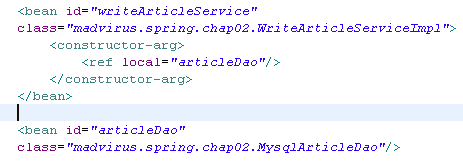 <bean id="writeArticleService"
class="madvirus.spring.chap02.WriteArticleServiceImpl">
<constructor-arg>
<ref local="articleDao"/>
</constructor-arg>
</bean>
<bean id="articleDao"
class="madvirus.spring.chap02.MysqlArticleDao"/>